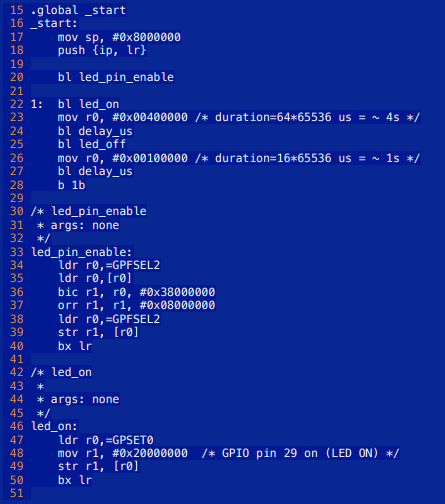 15 .global _start
16 _start:
17     mov sp, #0x8000000
18     push {ip, lr}
19
20     bl led_pin_enable
21
22 1:  bl led_on
23     mov r0, #0x00400000 /* duration=64*65536 us = ~ 4s */
24     bl delay_us
25     bl led_off
26     mov r0, #0x00100000 /* duration=16*65536 us = ~ 1s */
27     bl delay_us
28     b 1b
29
30 /* led_pin_enable
31  * args: none
32  */
33 led_pin_enable:
34     ldr r0,=GPFSEL2
35     ldr r0,[r0]
36     bic r1, r0, #0x38000000
37     orr r1, r1, #0x08000000
38     ldr r0,=GPFSEL2
39     str r1, [r0]
40     bx lr
41
42 /* led_on
43  *
44  * args: none
45  */
46 led_on:
47     ldr r0,=GPSET0
48     mov r1, #0x20000000  /* GPIO pin 29 on (LED ON) */
49     str r1, [r0]
50     bx lr
51